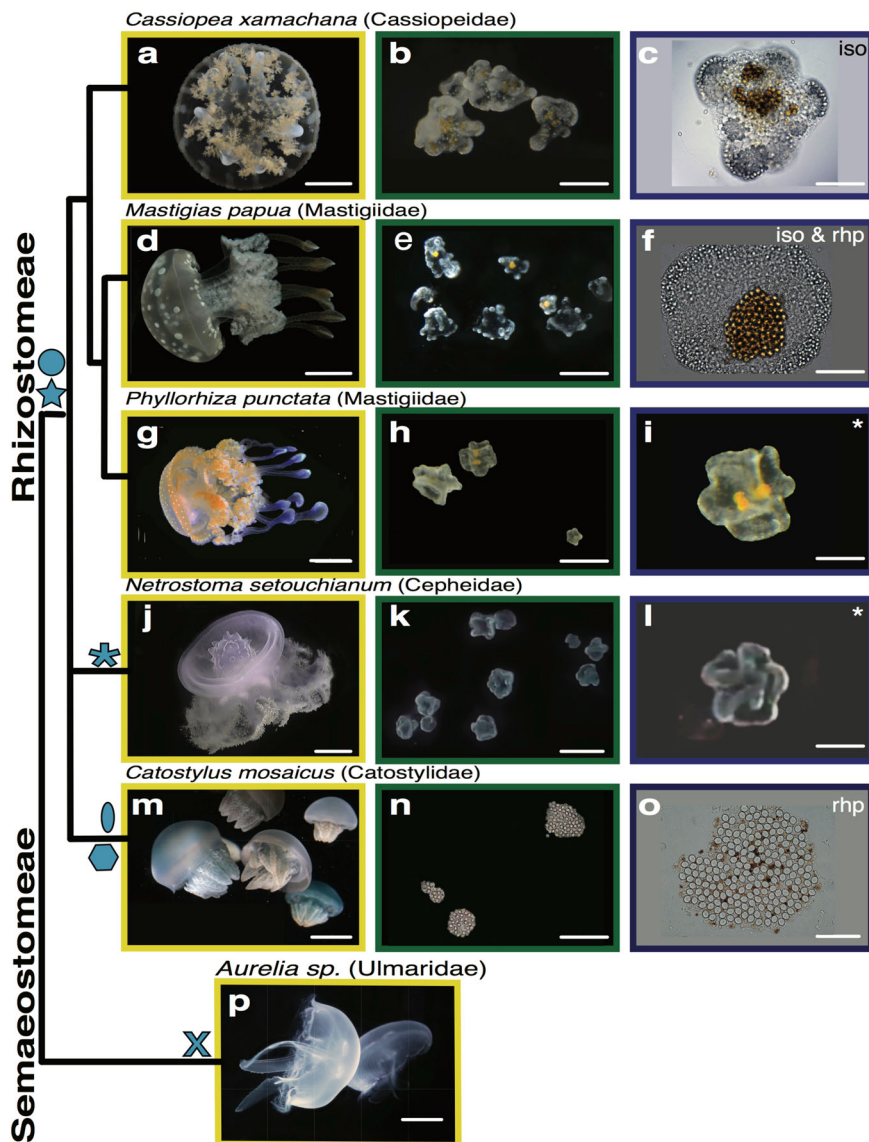 Cassiopea xamachana (Cassiopeidae)
a
b
c
iso
Mastigias papua (Mastigiidae)
d
e
f
iso & rhp
Phyllorhiza punctata (Mastigiidae)
g
h
i
*
Netrostoma setouchianum (Cepheidae)
j
k
l
*
Catostylus mosaicus (Catostylidae)
m
n
o
rhp
Aurelia sp. (Ulmaridae)
p
X
Rhizostomeae
Semaeostomeae